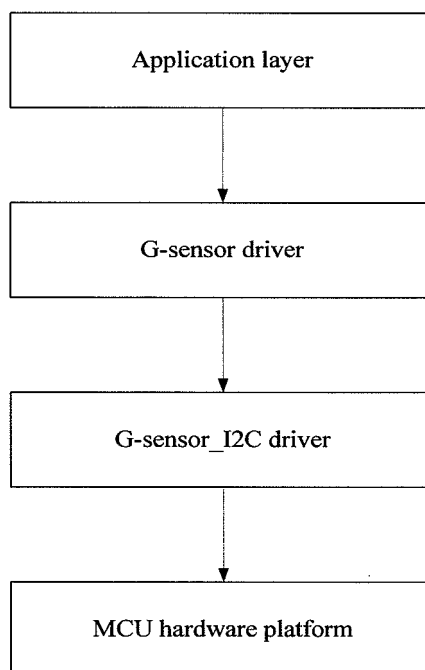 Application layer
G-sensor driver
G-sensor_I2C driver
MCU hardware platform